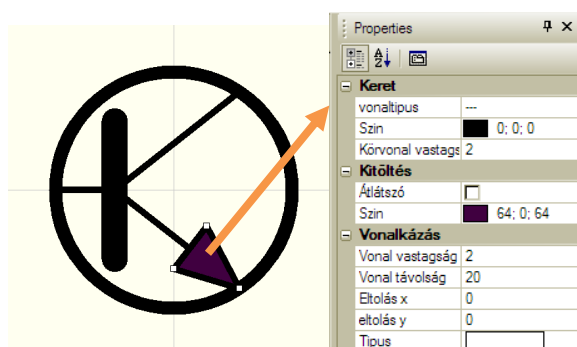 Properties
Keret
vonaltipus ---
Szin 0; 0; 0
Körvonal vastags 2
Kitöltés
Átlátszó
Szin 64; 0; 64
Vonalkázás
Vonal vastagság 2
Vonal távolság 20
Eltolás x 0
eltolás y 0
Tipus